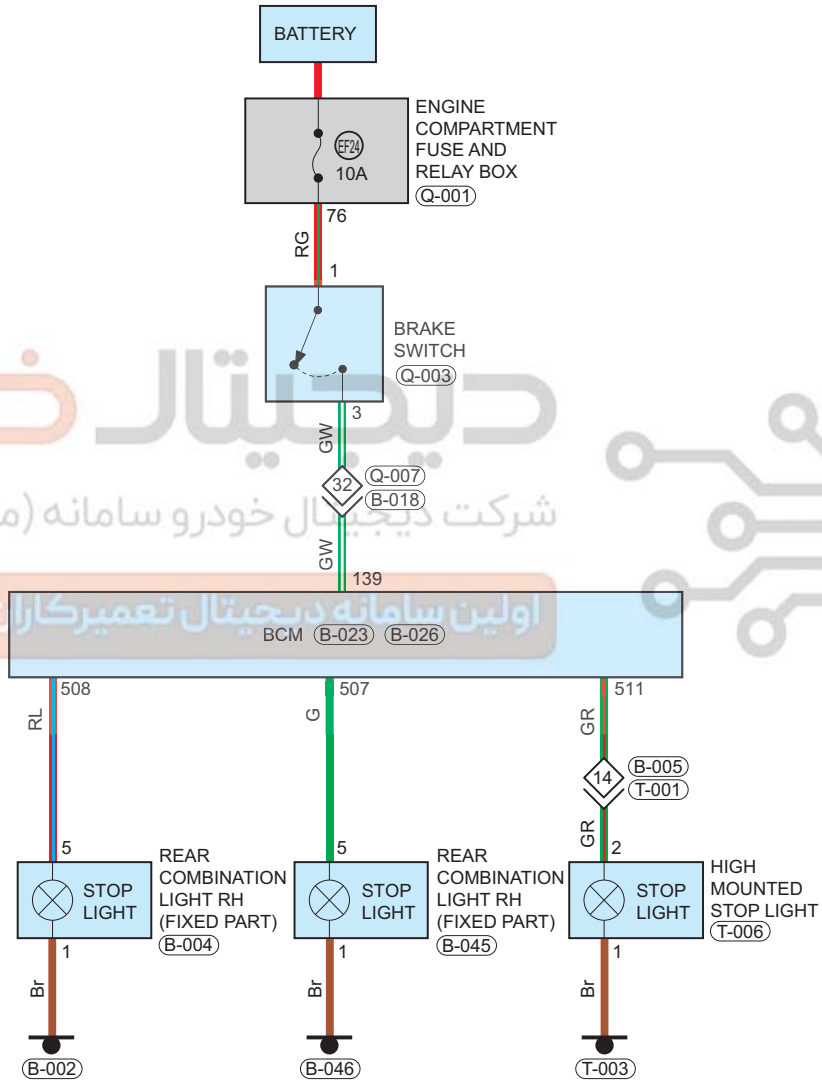 BATTERY
EF24
10A
ENGINE
COMPARTMENT
FUSE AND
RELAY BOX
Q-001
76
RG
1
BRAKE
SWITCH
Q-003
دیجیتال
3
GW
32
Q-007
B-018
شرکت دیجیتال خودرو سامانه
GW
139
اولین سامانه دیجیتال تعمیرکاران
BCM B-023 B-026
508
507
511
RL
G
GR
14
B-005
T-001
GR
5
5
2
STOP
LIGHT
REAR
COMBINATION
LIGHT RH
(FIXED PART)
B-004
STOP
LIGHT
REAR
COMBINATION
LIGHT RH
(FIXED PART)
B-045
STOP
LIGHT
HIGH
MOUNTED
STOP LIGHT
T-006
1
1
1
Br
Br
Br
B-002
B-046
T-003